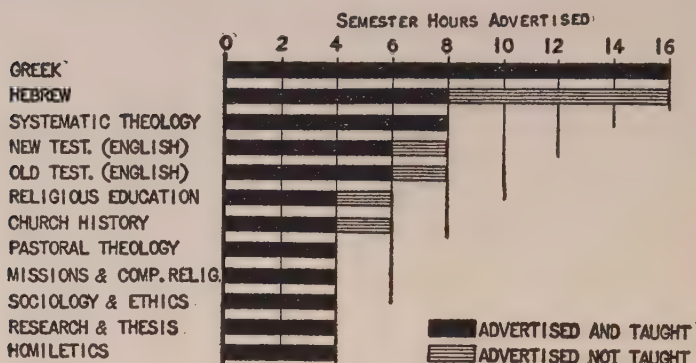 SEMESTER HOURS ADVERTISED
0 2 4 6 8 10 12 14 16
GREEK
HEBREW
SYSTEMATIC THEOLOGY
NEW TEST. (ENGLISH)
OLD TEST. (ENGLISH)
RELIGIOUS EDUCATION
CHURCH HISTORY
PASTORAL THEOLOGY
MISSIONS & COMP. RELIG.
SOCIOLOGY & ETHICS
RESEARCH & THESIS
HOMILETICS
ADVERTISED AND TAUGHT
ADVERTISED NOT TAUGHT